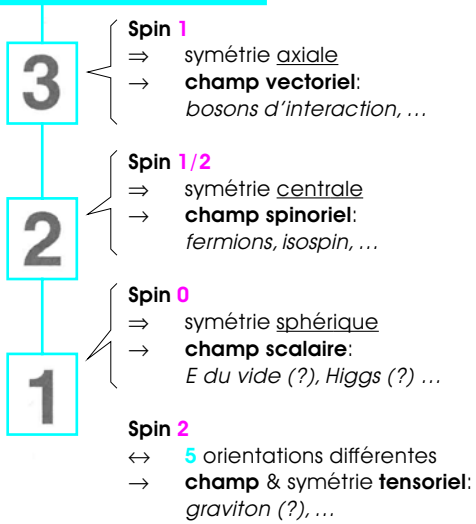 3
Spin 1
⇒ symétrie axiale
→ champ vectoriel:
bosons d'interaction, …
2
Spin 1/2
⇒ symétrie centrale
→ champ spinoriel:
fermions, isospin, …
1
Spin 0
⇒ symétrie sphérique
→ champ scalaire:
E du vide (?), Higgs (?) …
Spin 2
↔ 5 orientations différentes
→ champ & symétrie tensoriel:
graviton (?), …